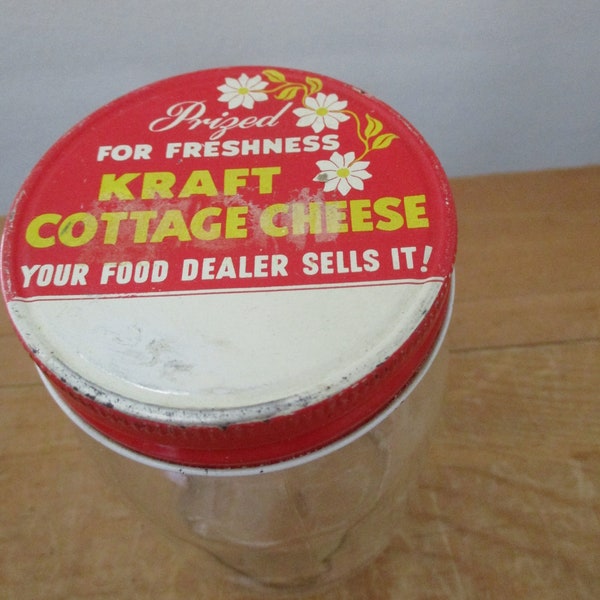 Prized
FOR FRESHNESS
KRAFT
COTTAGE CHEESE
YOUR FOOD DEALER SELLS IT!